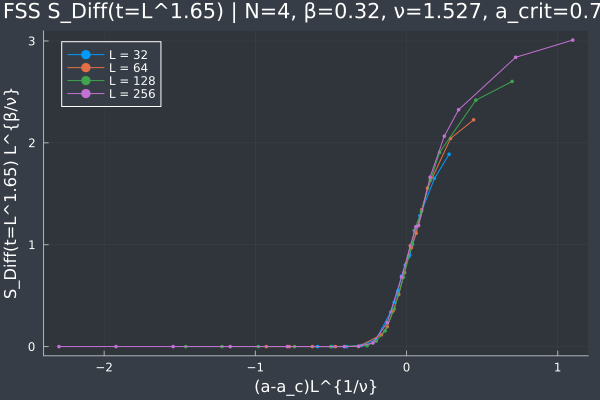 FSS S_Diff(t=L^1.65) | N=4, β=0.32, ν=1.527, a_crit=0.7
S_Diff(t=L^1.65) L^{β/ν}
3
2
1
0
L = 32
L = 64
L = 128
L = 256
−2
−1
0
1
(a-a_c)L^{1/ν}